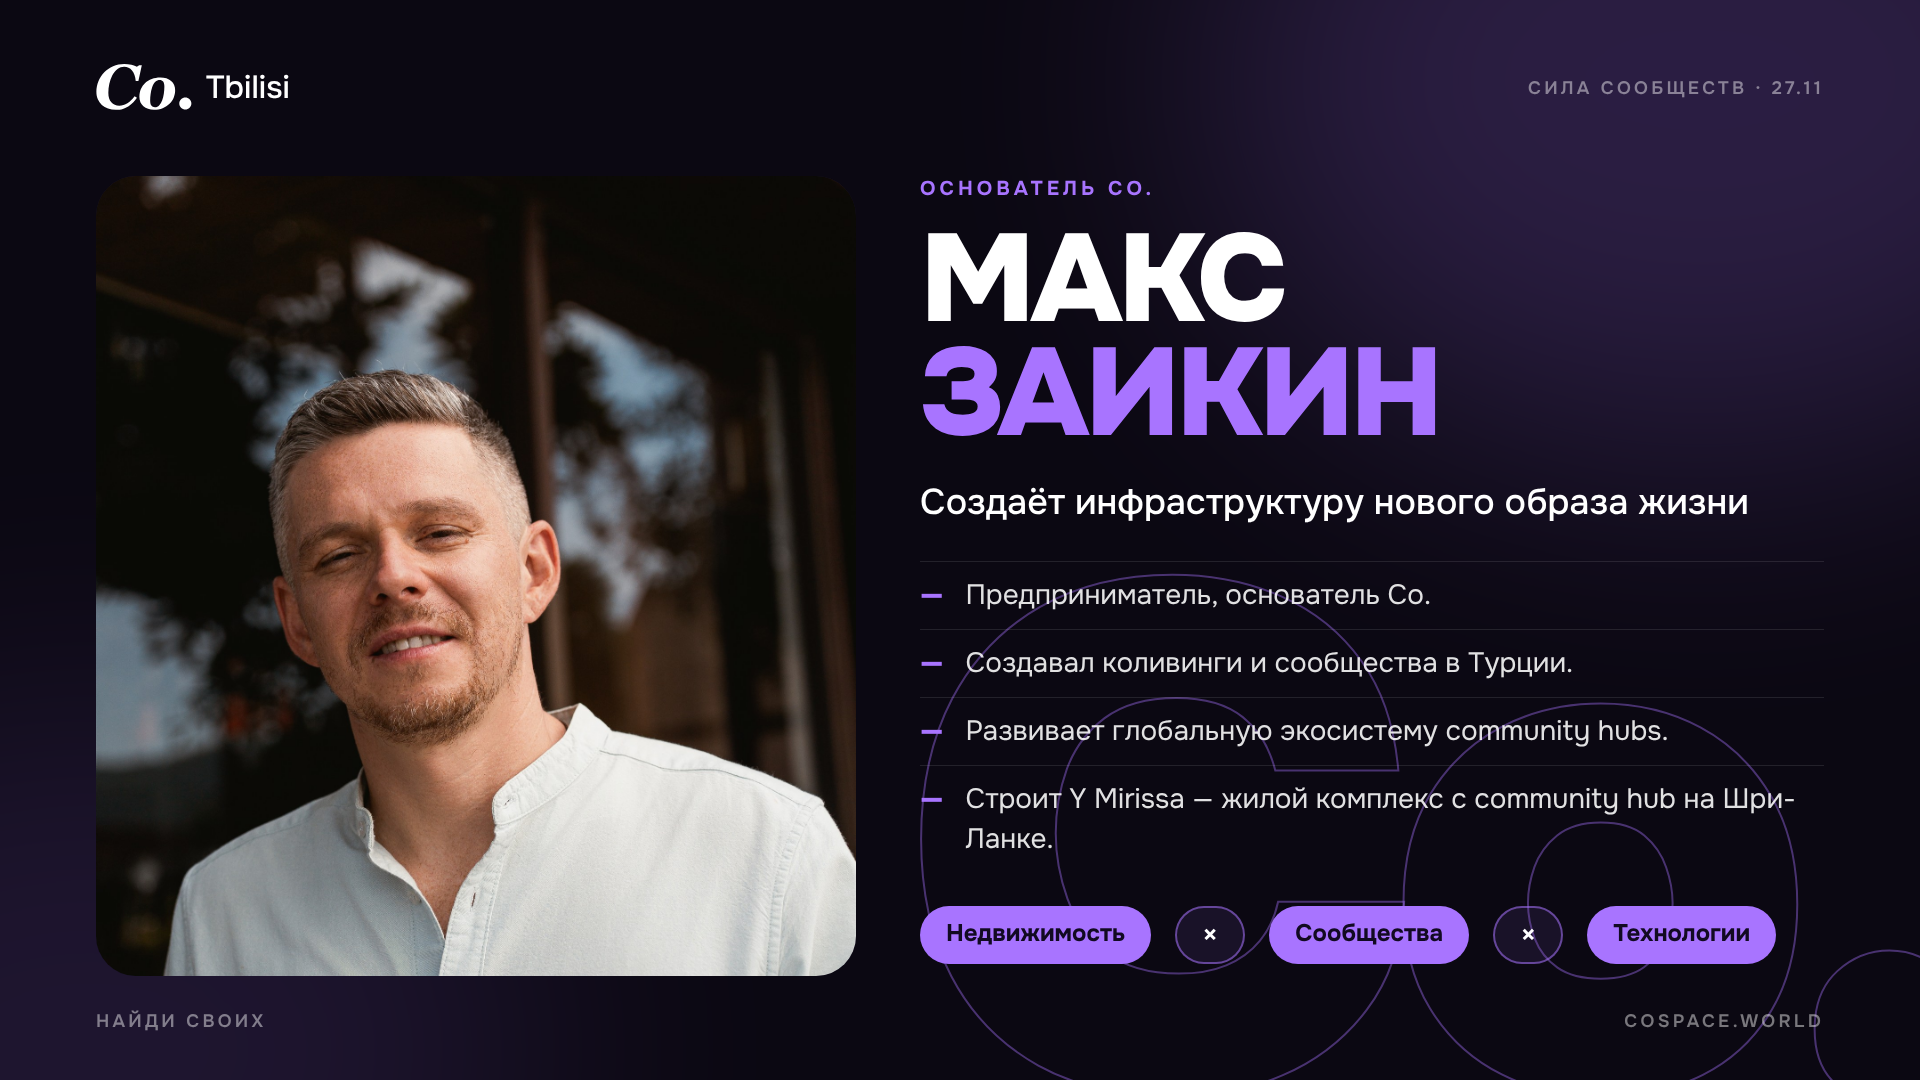 Co. Tbilisi
СИЛА СООБЩЕСТВ · 27.11
ОСНОВАТЕЛЬ CO.
МАКС
ЗАИКИН
Создаёт инфраструктуру нового образа жизни
— Предприниматель, основатель Co.
— Создавал коливинги и сообщества в Турции.
— Развивает глобальную экосистему community hubs.
— Строит Y Mirissa — жилой комплекс с community hub на Шри-
Ланке.
Недвижимость × Сообщества × Технологии
Co.
НАЙДИ СВОИХ
COSPACE.WORLD